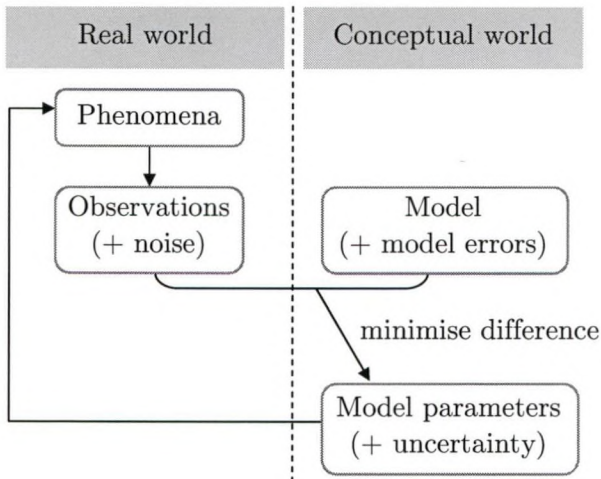 Real world
Conceptual world
Phenomena
Observations
(+ noise)
Model
(+ model errors)
minimise difference
Model parameters
(+ uncertainty)